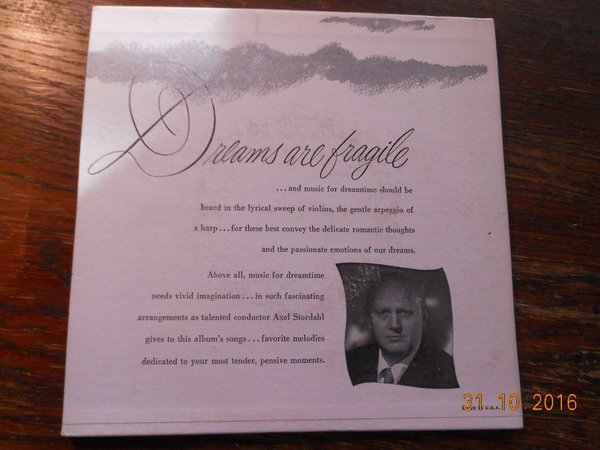 Dreams are fragile
...and music for dreamtime should be
heard in the lyrical sweep of violins, the gentle arpeggio of
a harp...for these best convey the delicate romantic thoughts
and the passionate emotions of our dreams.
Above all, music for dreamtime
needs vivid imagination...in such fascinating
arrangements as talented conductor Axel Stordahl
gives to this album's songs...favorite melodies
dedicated to your most tender, pensive moments.
31.10.2016